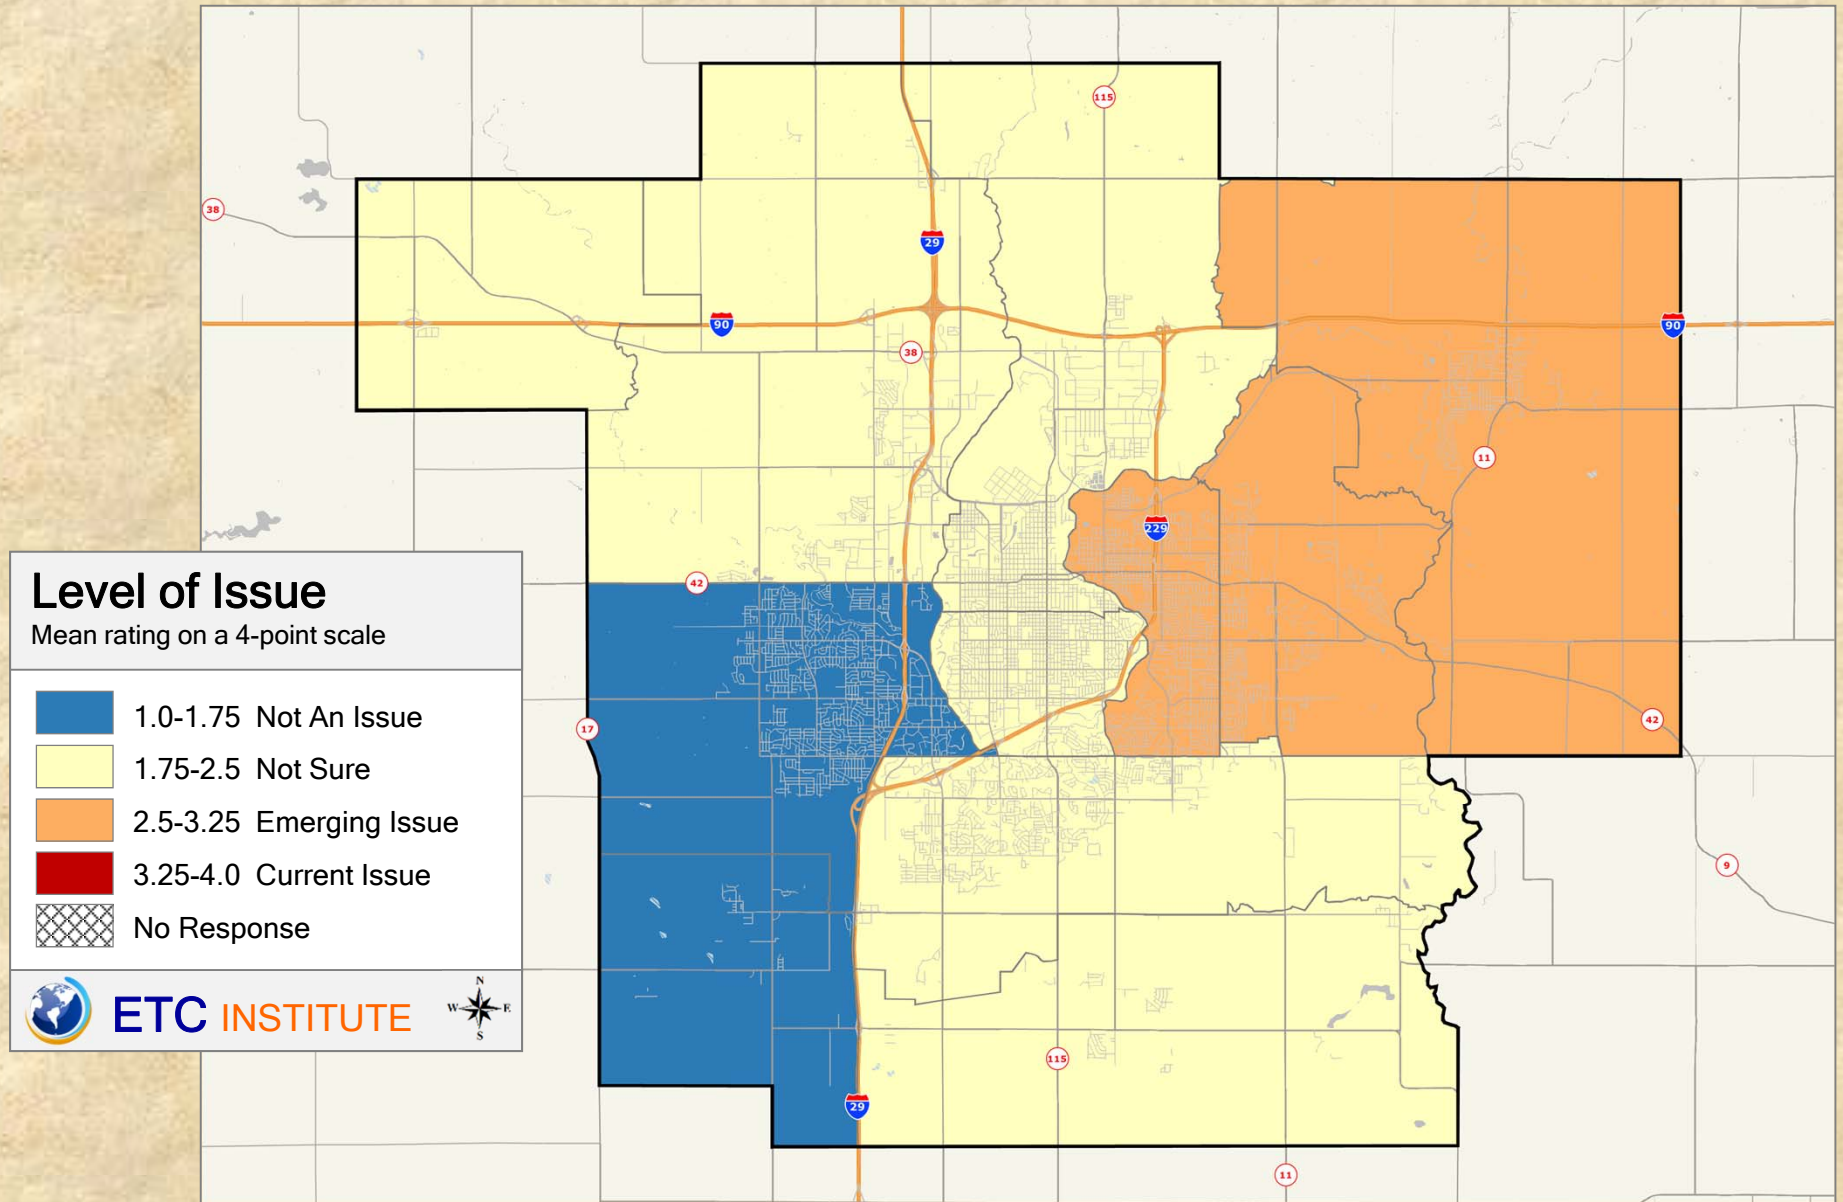 115
38
29
90
90
38
11
229
42
17
42
9
115
29
11
Level of Issue
Mean rating on a 4-point scale
1.0-1.75 Not An Issue
1.75-2.5 Not Sure
2.5-3.25 Emerging Issue
3.25-4.0 Current Issue
No Response
ETC INSTITUTE
N
W E
S